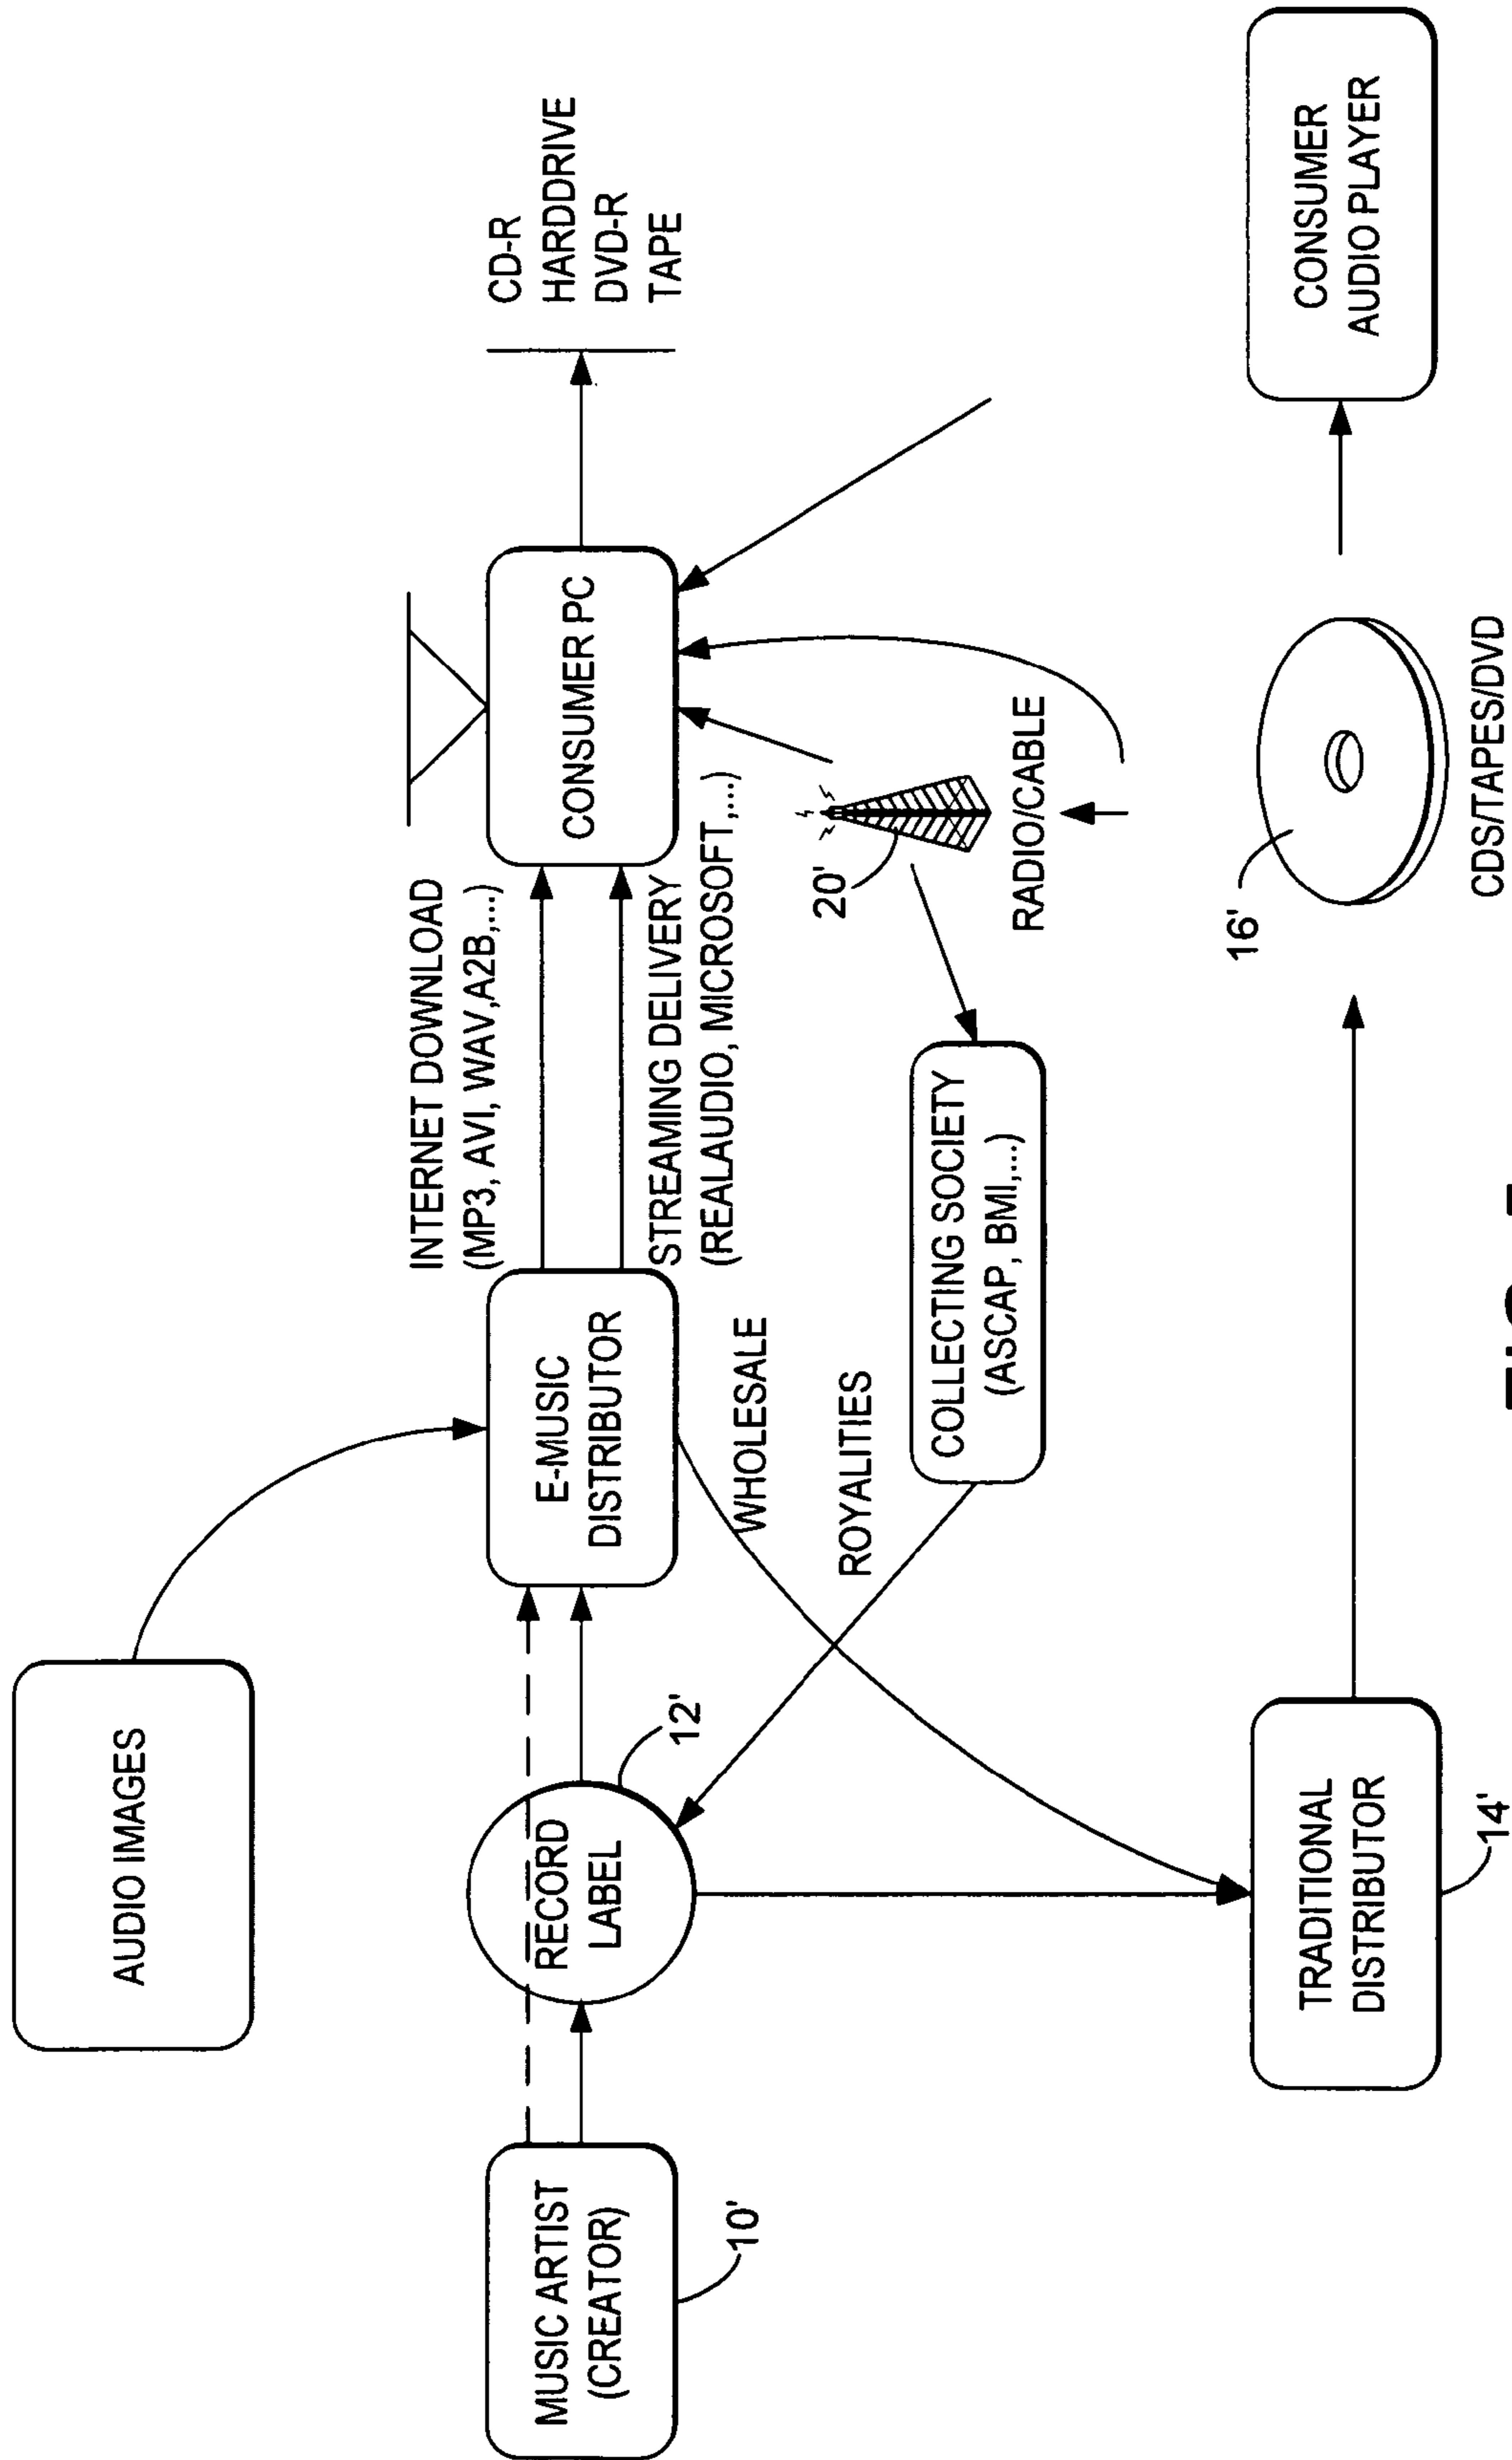 AUDIO IMAGES
MUSIC ARTIST
(CREATOR)
10'
RECORD
LABEL
12'
E-MUSIC
DISTRIBUTOR
INTERNET DOWNLOAD
(MP3, AVI, WAV,A2B,...)
STREAMING DELIVERY
(REALAUDIO, MICROSOFT,...)
CONSUMER PC
CD-R
HARDDRIVE
DVD-R
TAPE
WHOLESALE
ROYALITIES
COLLECTING SOCIETY
(ASCAP, BMI,...)
20'
RADIO/CABLE
TRADITIONAL
DISTRIBUTOR
14'
16'
CDS/TAPES/DVD
CONSUMER
AUDIO PLAYER